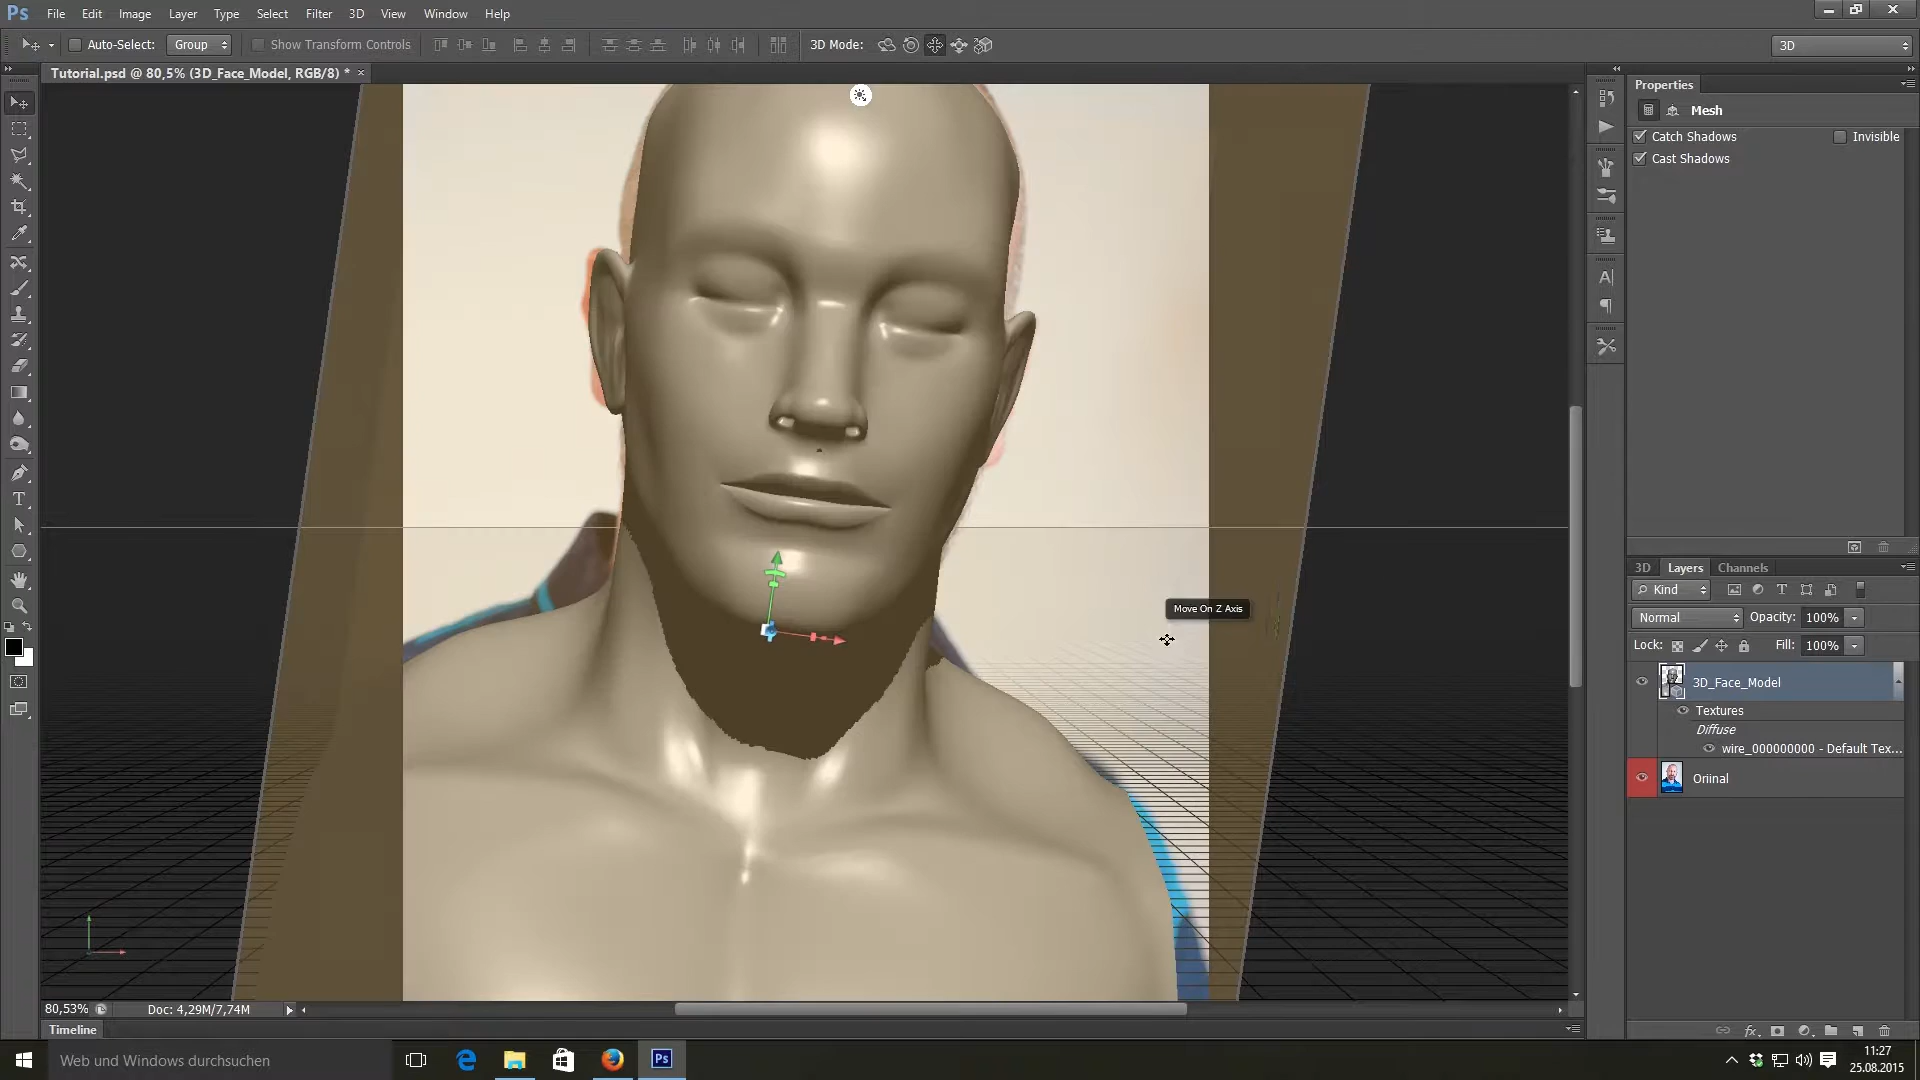 Ps File Edit Image Layer Type Select Filter 3D View Window Help
Auto-Select: Group Show Transform Controls 3D Mode: 3D
Tutorial.psd @ 80,5% (3D_Face_Model, RGB/8) * ×
Properties
Mesh
Catch Shadows Invisible
Cast Shadows
Move On Z Axis
3D Layers Channels
Kind
Normal Opacity: 100%
Lock: Fill: 100%
3D_Face_Model
Textures
Diffuse
wire_000000000 - Default Tex...
Oriinal
80,53% Doc: 4,29M/7,74M
Timeline
Web und Windows durchsuchen
Ps
11:27
25.08.2015